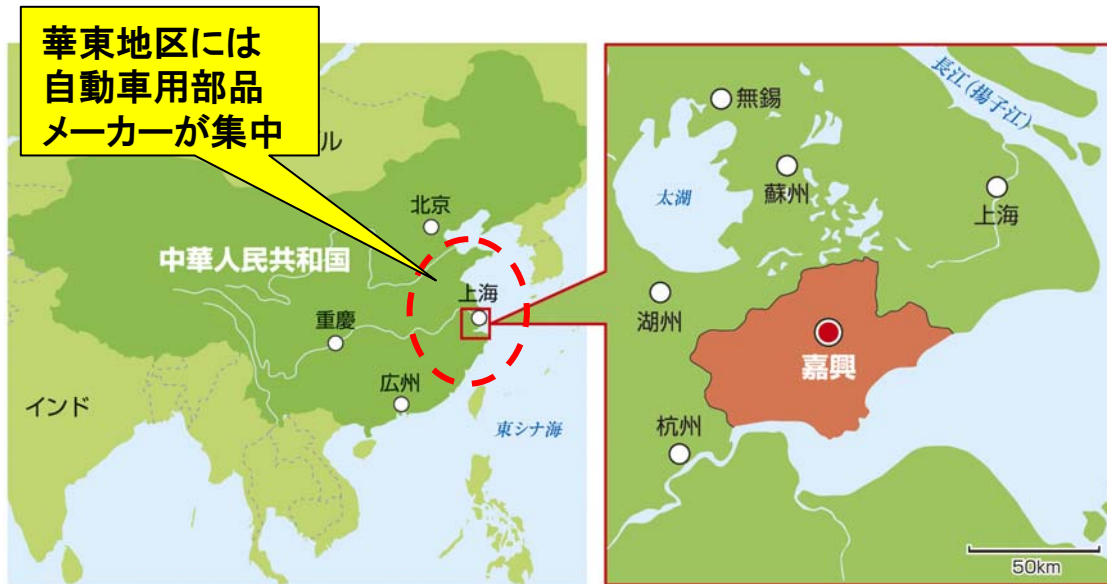 華東地区には
自動車用部品
メーカーが集中
ル
北京
中華人民共和国
上海
重慶
広州
インド
東シナ海
無錫
長江(揚子江)
太湖
蘇州
上海
湖州
嘉興
杭州
50km